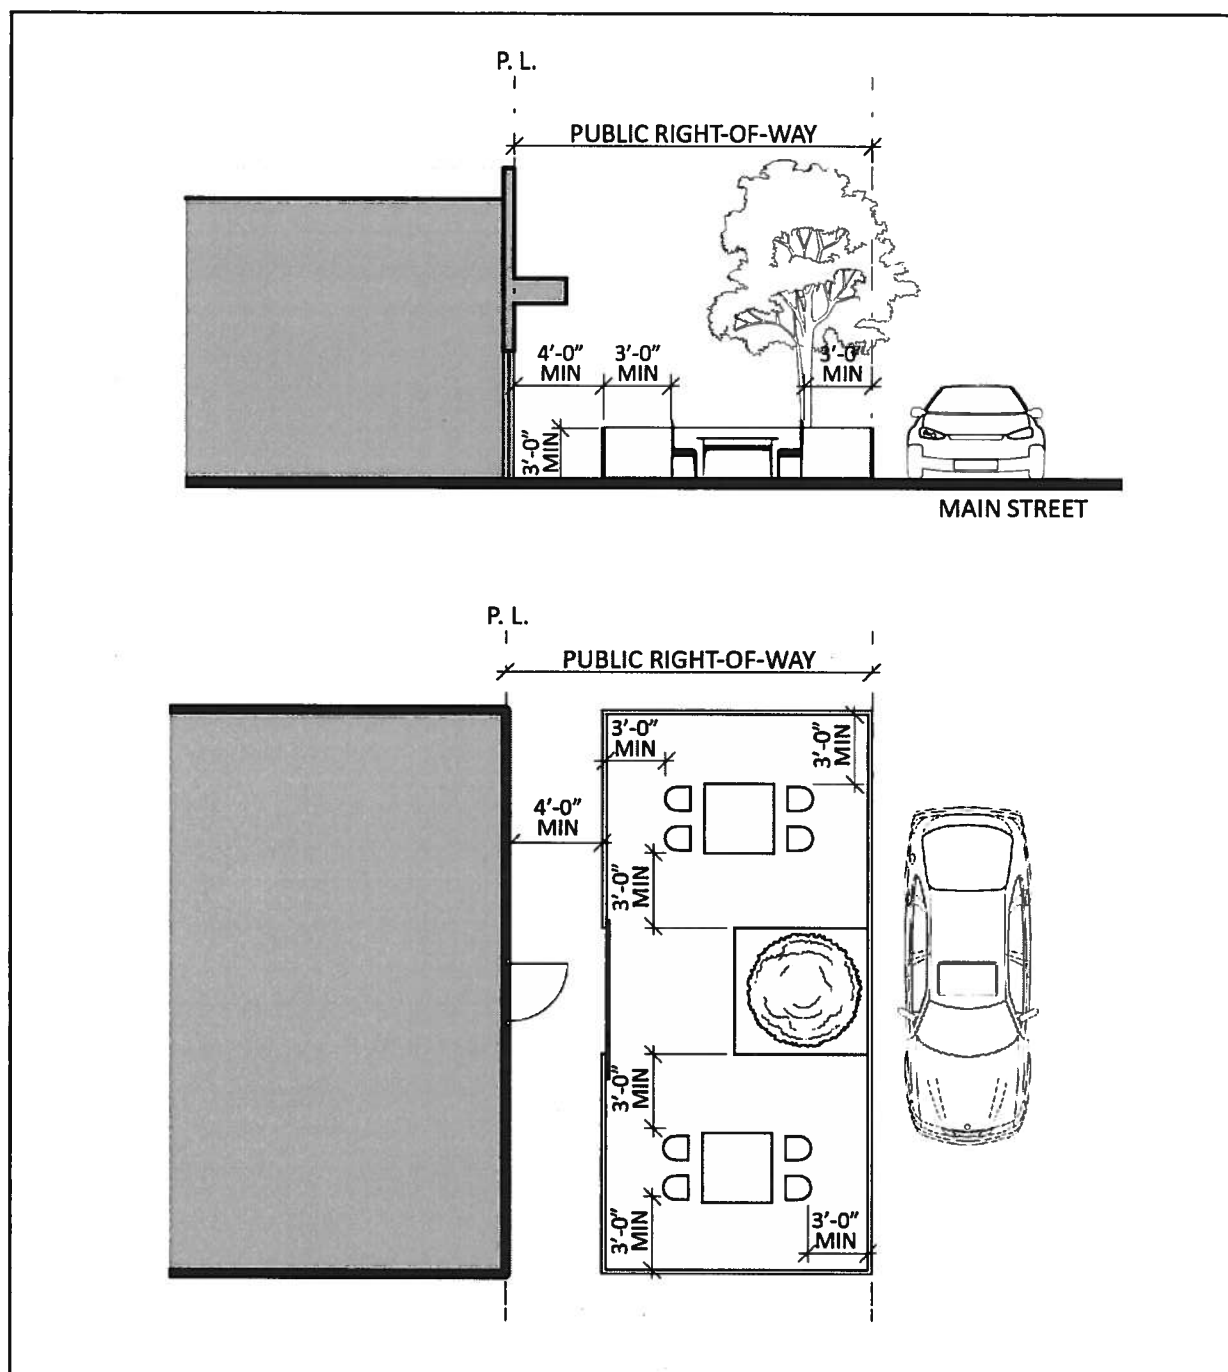 P. L.
PUBLIC RIGHT-OF-WAY
4'-0"
MIN
3'-0"
MIN
3'-0"
MIN
3'-0"
MIN
MAIN STREET
P. L.
PUBLIC RIGHT-OF-WAY
3'-0"
MIN
3'-0"
MIN
4'-0"
MIN
3'-0"
MIN
3'-0"
MIN
3'-0"
MIN
3'-0"
MIN